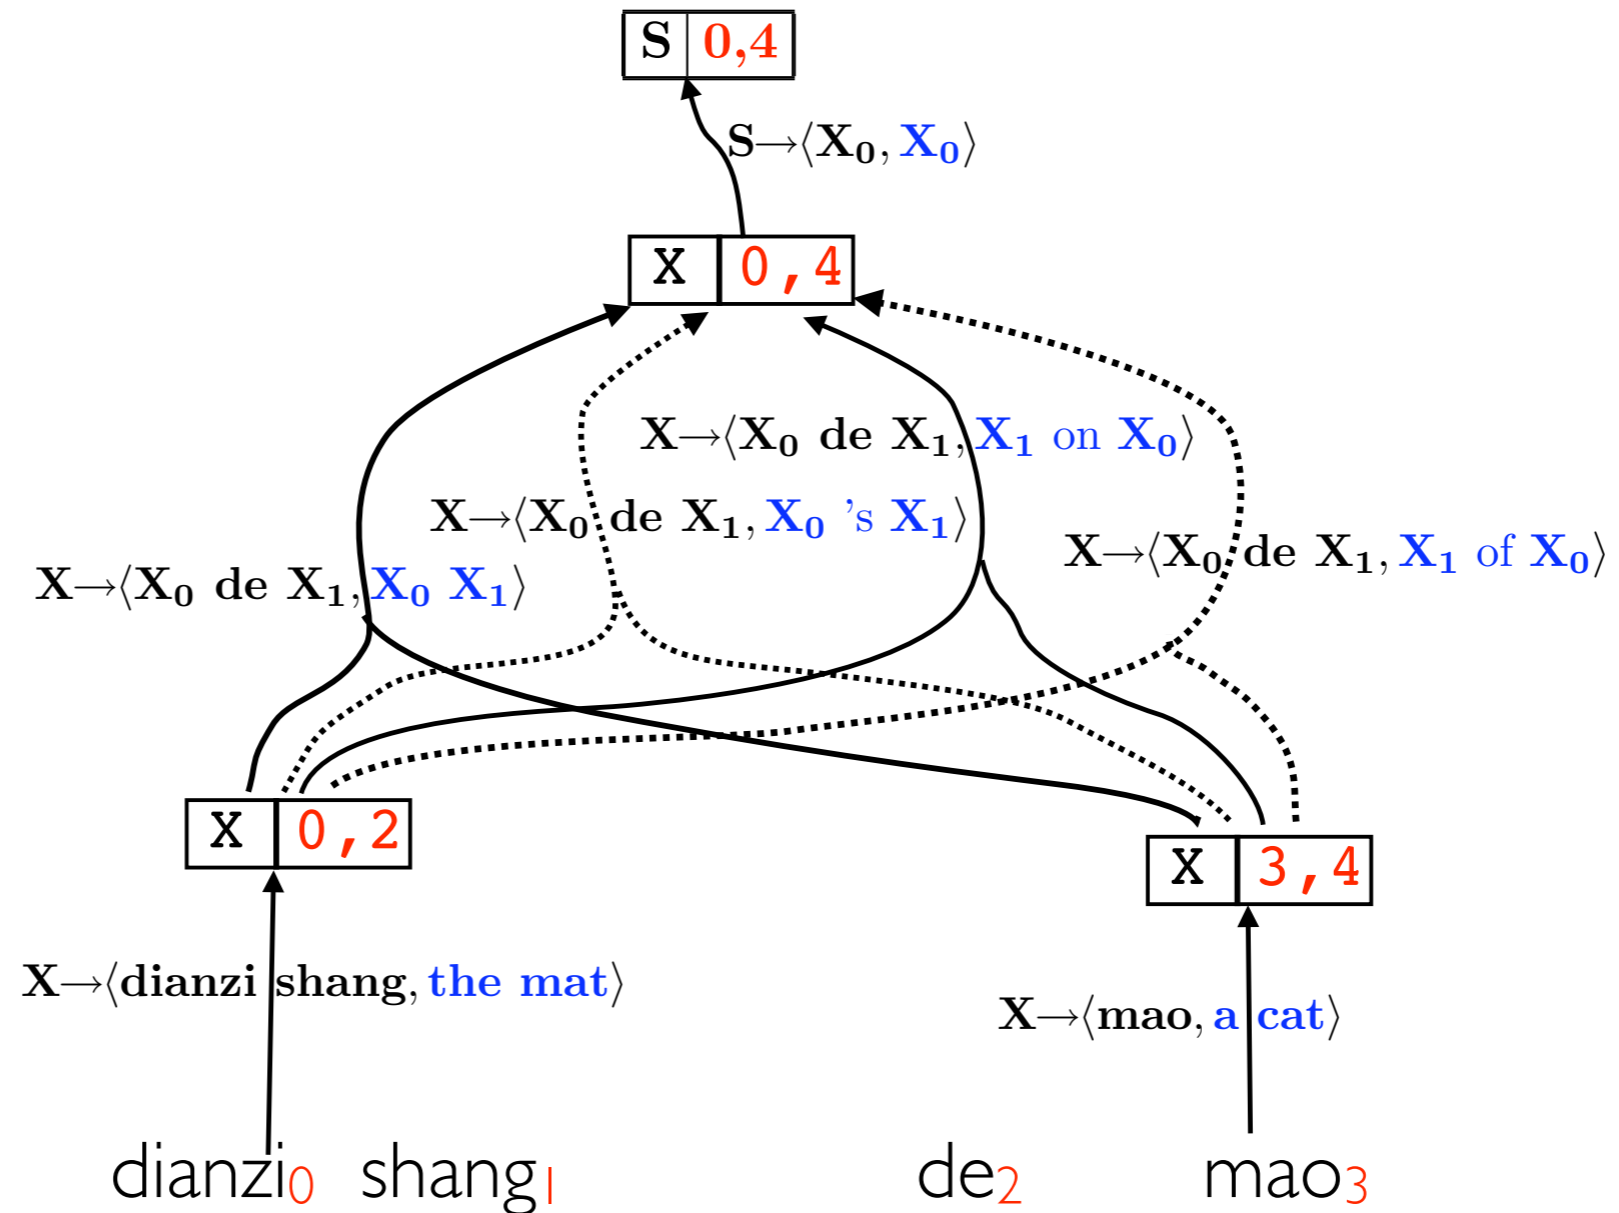 S 0,4
S→⟨X₀, X₀⟩
X 0,4
X→⟨X₀ de X₁, X₁ on X₀⟩
X→⟨X₀ de X₁, X₀ 's X₁⟩
X→⟨X₀ de X₁, X₁ of X₀⟩
X→⟨X₀ de X₁, X₀ X₁⟩
X 0,2
X 3,4
X→⟨dianzi shang, the mat⟩
X→⟨mao, a cat⟩
dianzi₀ shang₁ de₂ mao₃